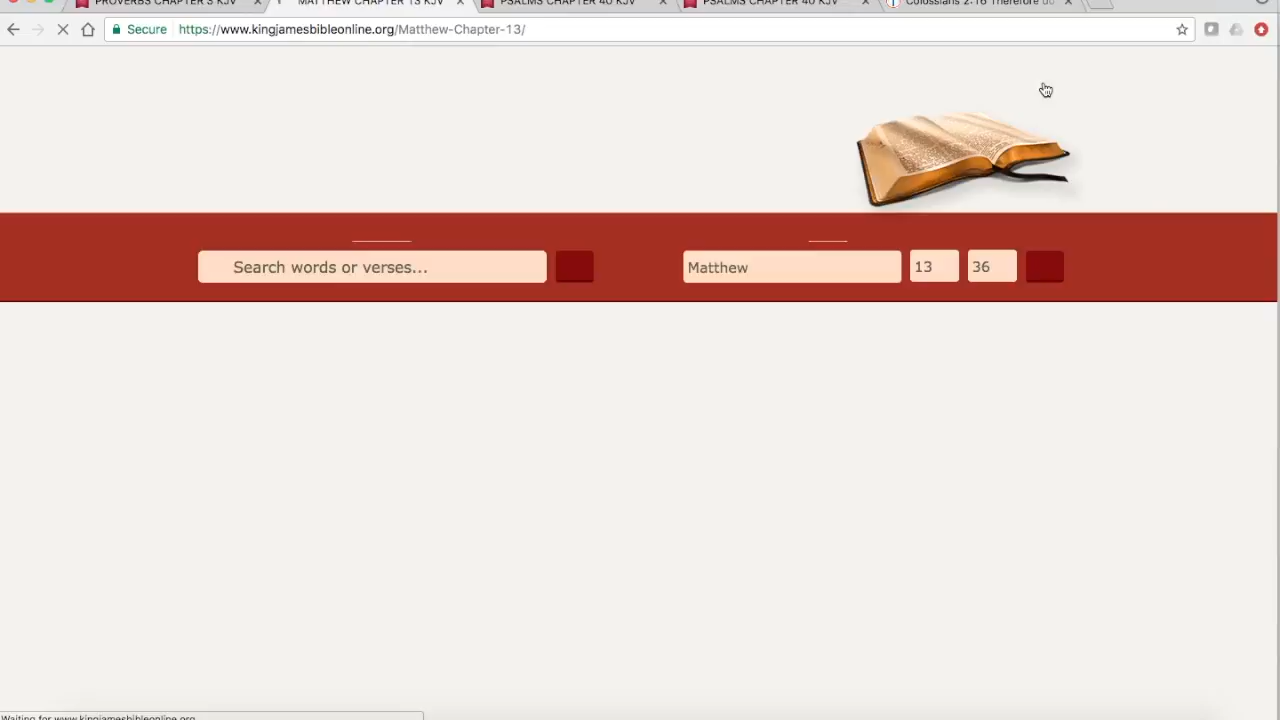 PROVERBS CHAPTER 3 KJV
MATTHEW CHAPTER 13 KJV
PSALMS CHAPTER 40 KJV
PSALMS CHAPTER 40 KJV
Colossians 2:16 Therefore do
Secure
https://www.kingjamesbibleonline.org/Matthew-Chapter-13/
Search words or verses...
Matthew
13
36
Waiting for www.kingjamesbibleonline.org